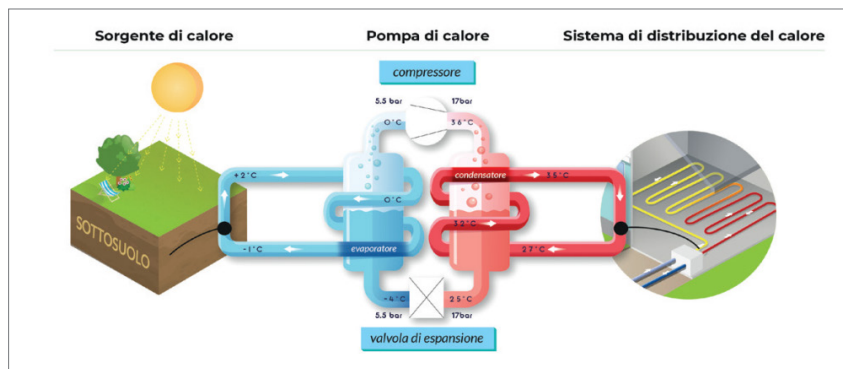 Sorgente di calore
Pompa di calore
Sistema di distribuzione del calore
compressore
5,5 bar
17bar
0°C
36°C
+2°C
condensatore
35°C
0°C
32°C
SOTTOSUOLO
-1°C
evaporatore
27°C
-4°C
25°C
5,5 bar
17bar
valvola di espansione